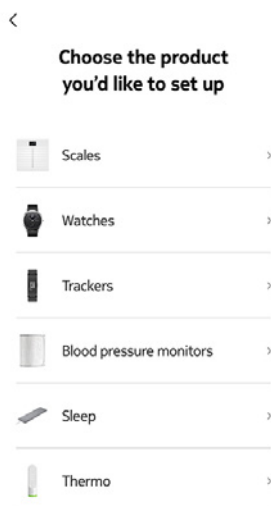 Choose the product
you'd like to set up
Scales
Watches
Trackers
Blood pressure monitors
Sleep
Thermo